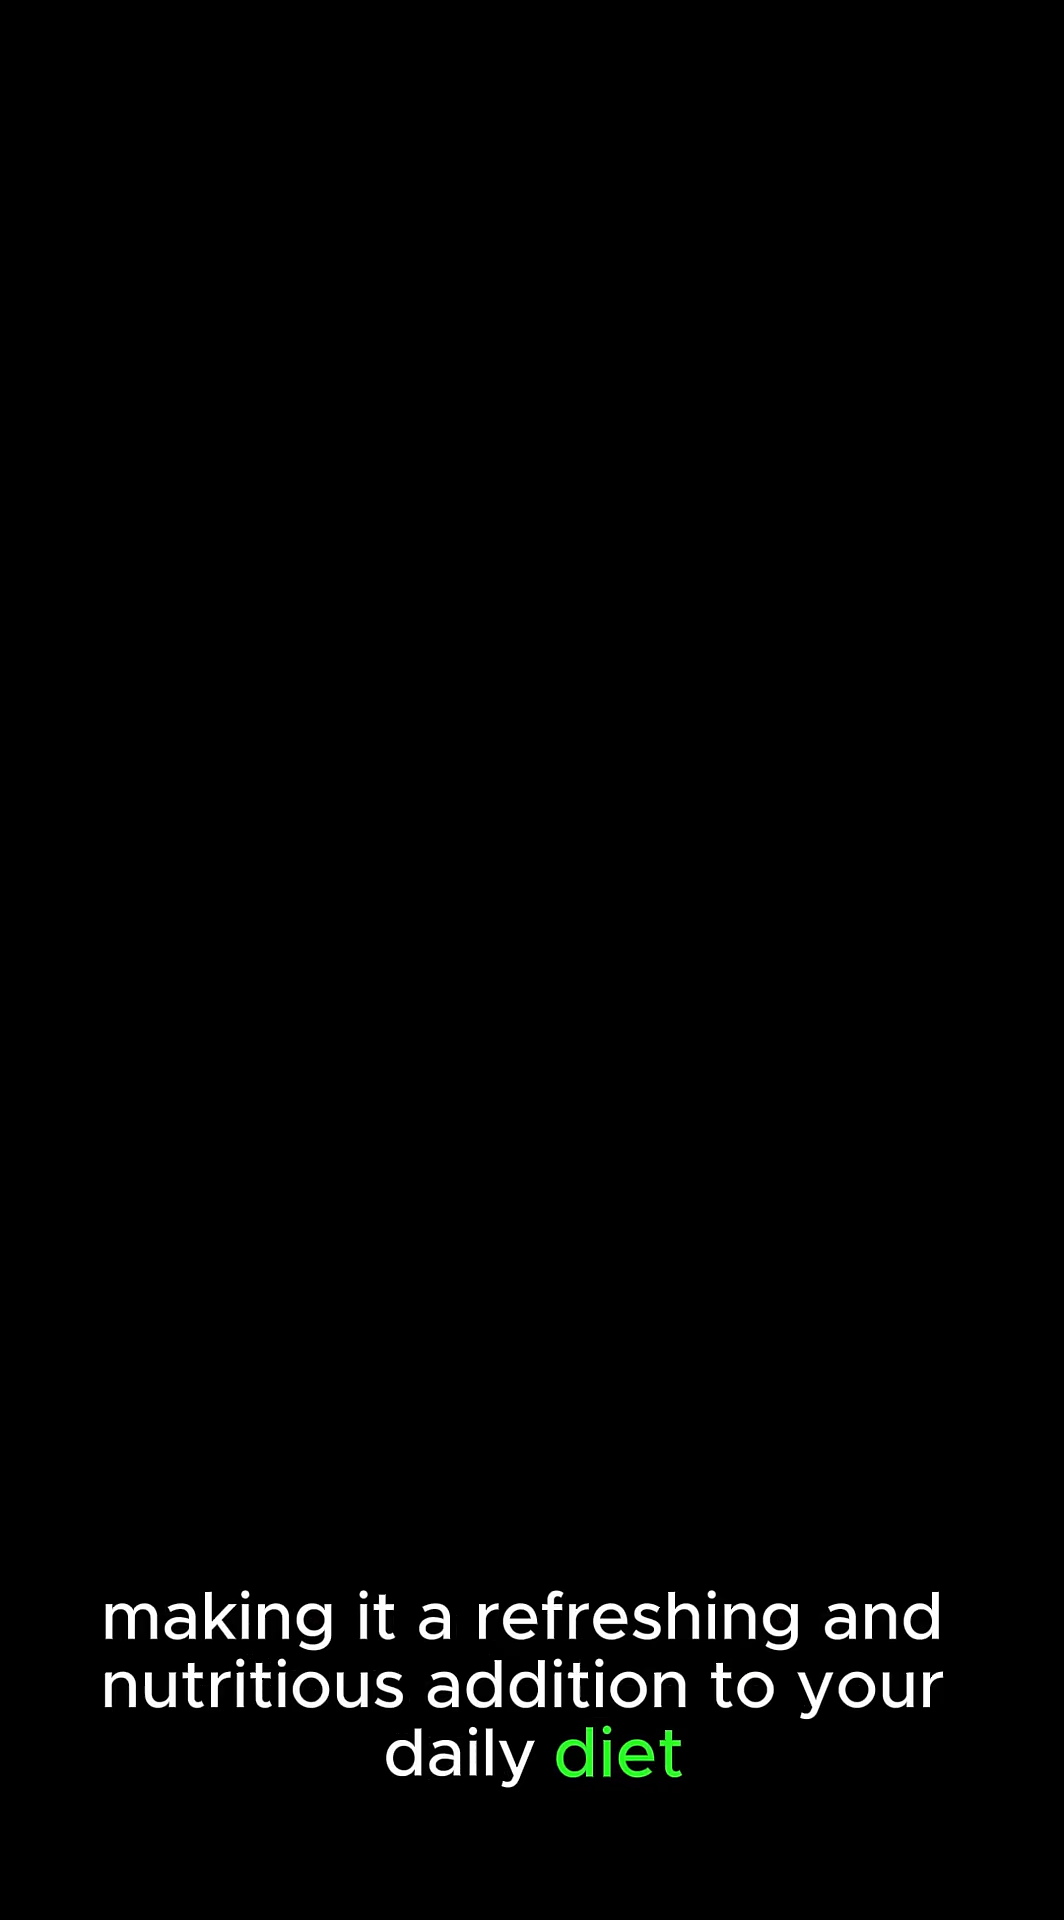 making it a refreshing and
nutritious addition to your
daily diet